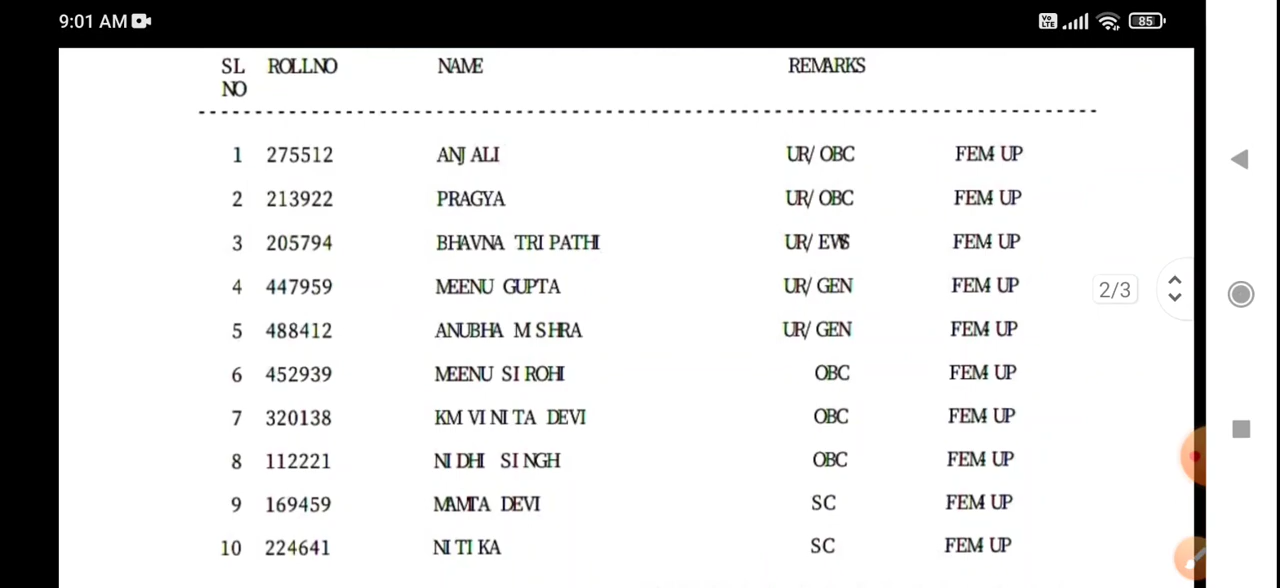 9:01 AM
Vo LTE 85
SL NO ROLLNO NAME REMARKS
1 275512 ANJALI UR/OBC FEM-UP
2 213922 PRAGYA UR/OBC FEM-UP
3 205794 BHAVNA TRIPATHI UR/EWS FEM-UP
4 447959 MEENU GUPTA UR/GEN FEM-UP
5 488412 ANUBHA MISHRA UR/GEN FEM-UP
2/3
6 452939 MEENU SIROHI OBC FEM-UP
7 320138 KM VINITA DEVI OBC FEM-UP
8 112221 NIDHI SINGH OBC FEM-UP
9 169459 MAMTA DEVI SC FEM-UP
10 224641 NITIKA SC FEM-UP